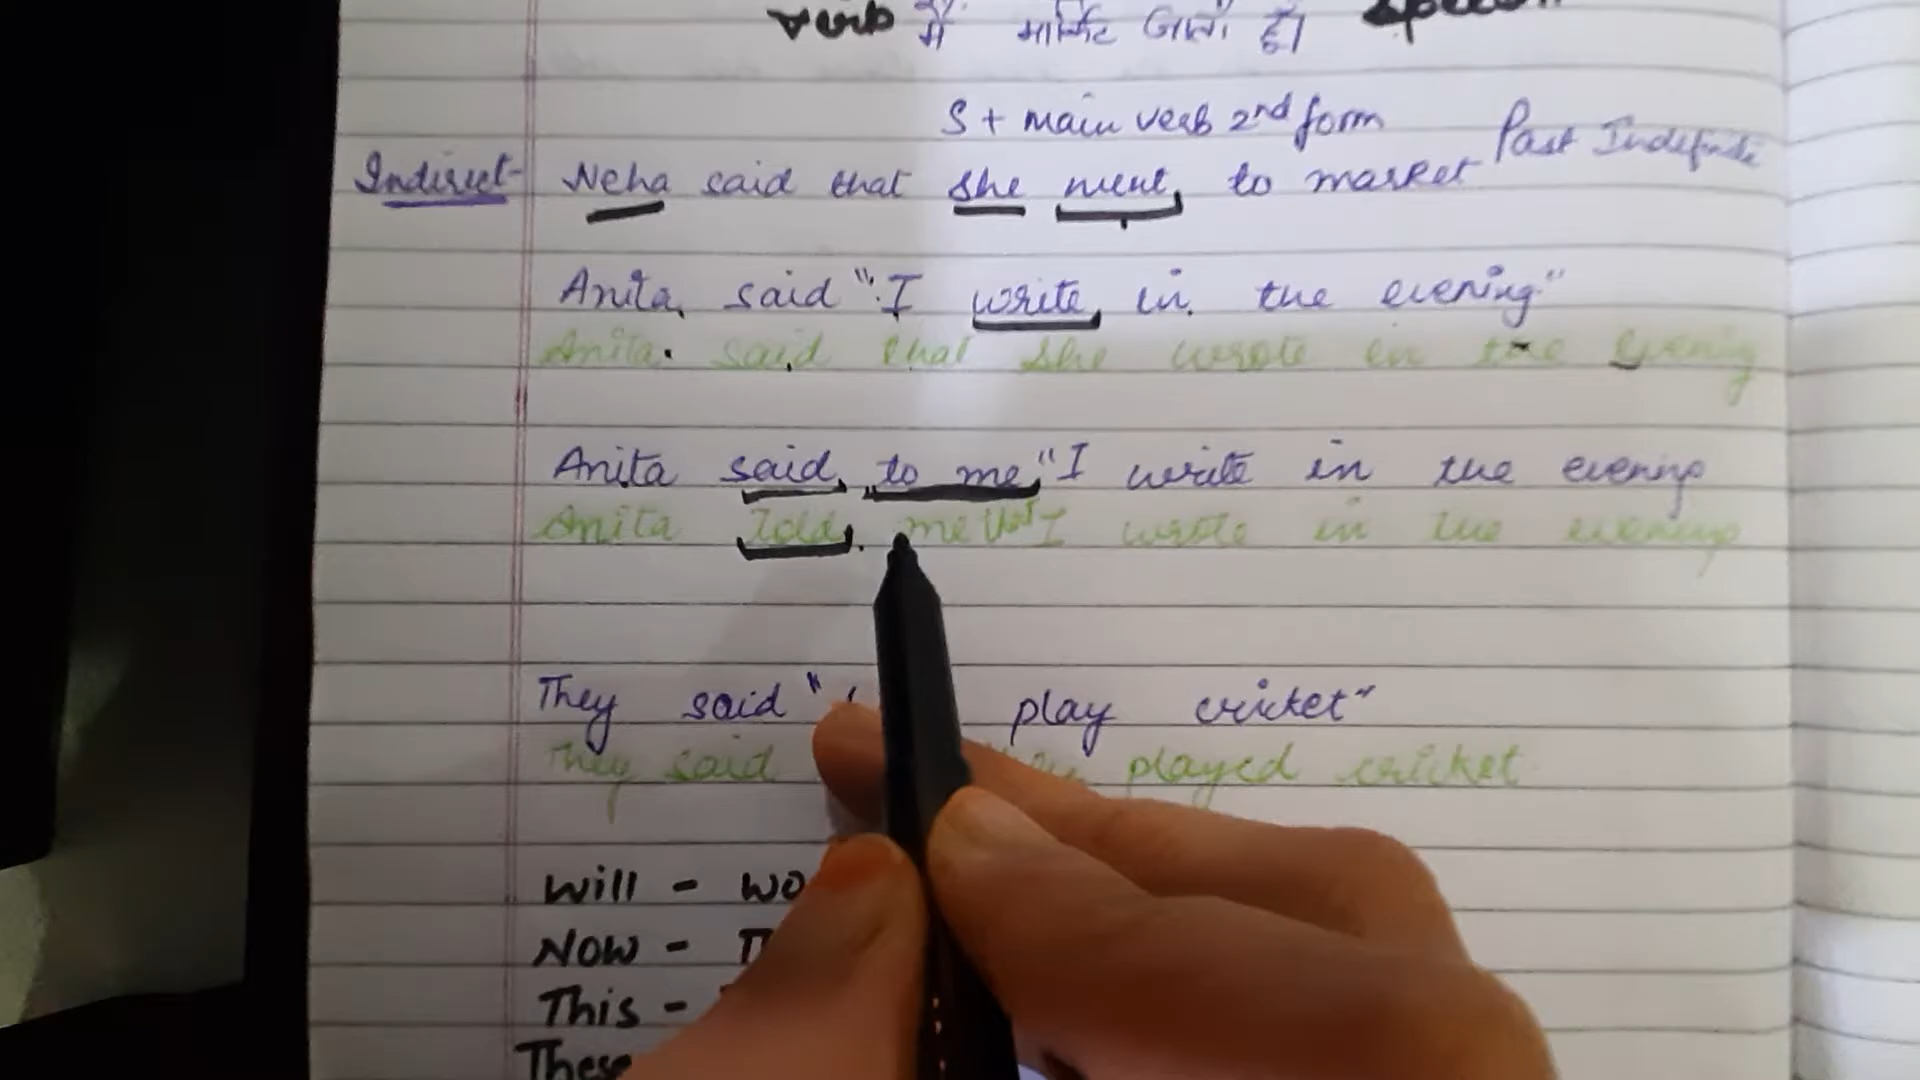 verb में जाता है।
S + main verb 2nd form Past Indefinite
Indirect- Neha said that she went to market
Anita said "I write in the evening"
Anita said that she wrote in the evenig
Anita said to me "I write in the evening
Anita Told me that I wrote in the evening
They said " play cricket"
They said played cricket
Will -
Now -
This -
These